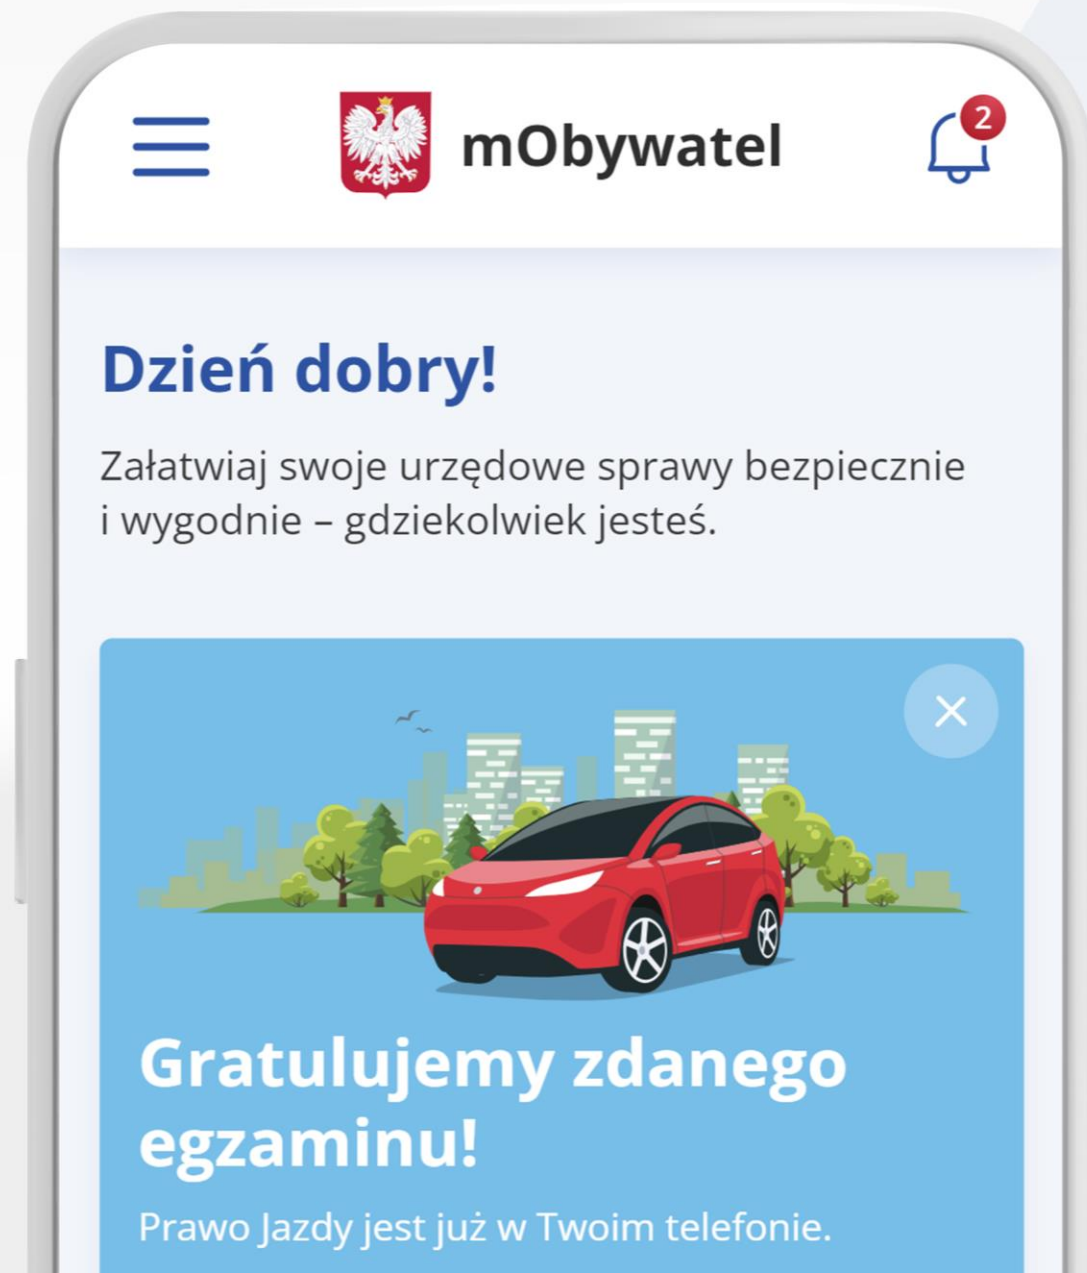 mObywatel
2
Dzień dobry!
Załatwiaj swoje urzędowe sprawy bezpiecznie
i wygodnie – gdziekolwiek jesteś.
Gratulujemy zdanego
egzaminu!
Prawo Jazdy jest już w Twoim telefonie.